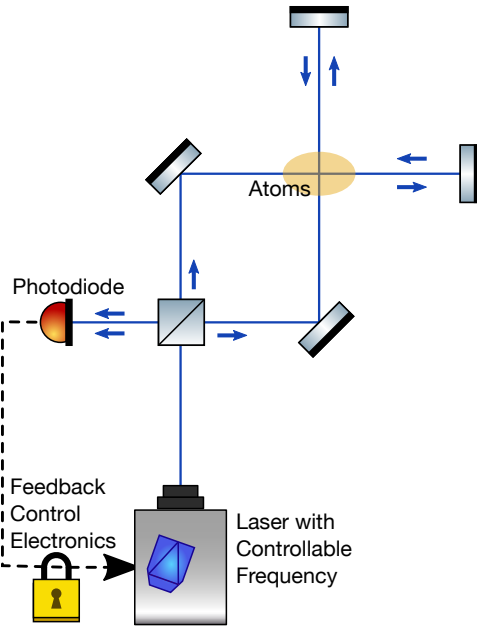 Atoms
Photodiode
Feedback
Control
Electronics
Laser with
Controllable
Frequency